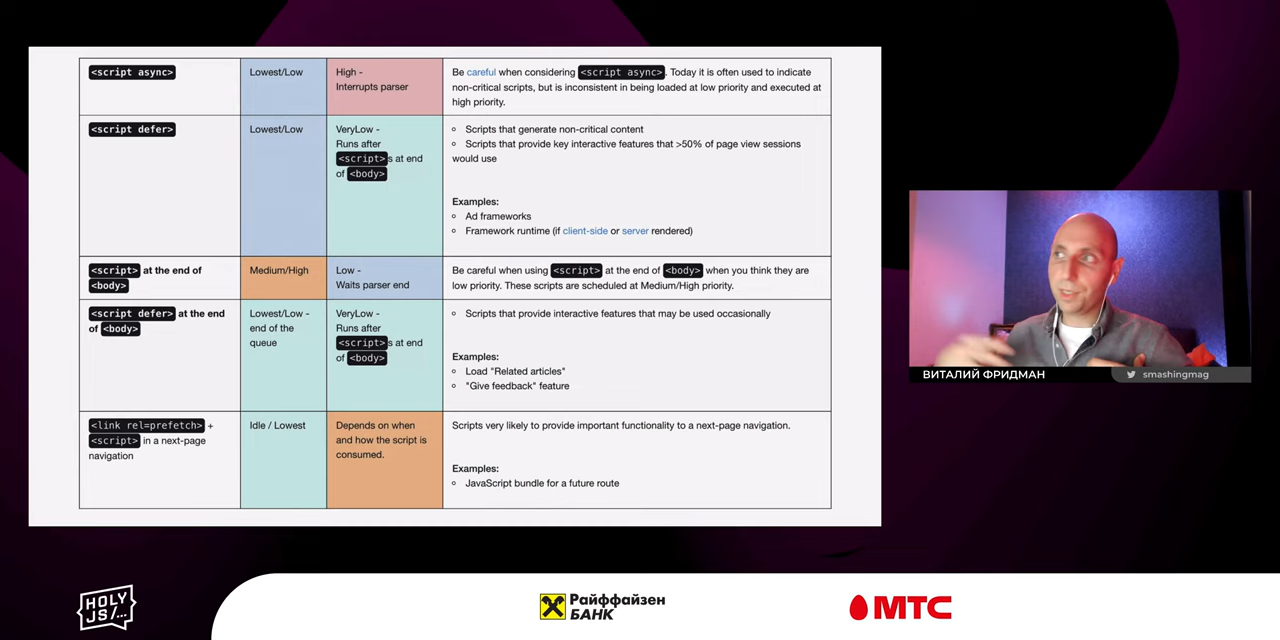 <script async>
Lowest/Low
High -
Interrupts parser
Be careful when considering <script async>. Today it is often used to indicate
non-critical scripts, but is inconsistent in being loaded at low priority and executed at
high priority.
<script defer>
Lowest/Low
VeryLow -
Runs after
<script>s at end
of <body>
Scripts that generate non-critical content
Scripts that provide key interactive features that >50% of page view sessions
would use
Examples:
Ad frameworks
Framework runtime (if client-side or server rendered)
<script> at the end of
<body>
Medium/High
Low -
Waits parser end
Be careful when using <script> at the end of <body> when you think they are
low priority. These scripts are scheduled at Medium/High priority.
<script defer> at the end
of <body>
Lowest/Low -
end of the
queue
VeryLow -
Runs after
<script>s at end
of <body>
Scripts that provide interactive features that may be used occasionally
Examples:
Load "Related articles"
"Give feedback" feature
<link rel=prefetch> +
<script> in a next-page
navigation
Idle / Lowest
Depends on when
and how the script is
consumed.
Scripts very likely to provide important functionality to a next-page navigation.
Examples:
JavaScript bundle for a future route
ВИТАЛИЙ ФРИДМАН
smashingmag
HOLY
JS/...
Райффайзен
БАНК
МТС